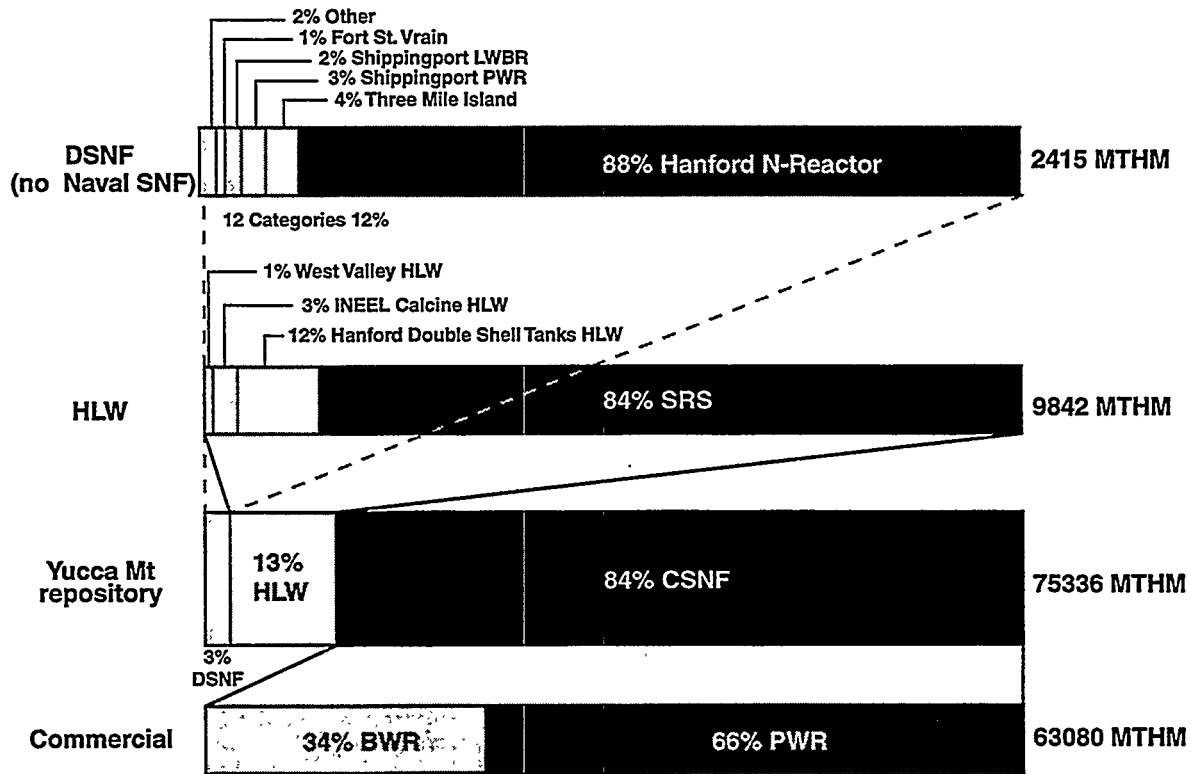 2% Other
1% Fort St. Vrain
2% Shippingport LWBR
3% Shippingport PWR
4% Three Mile Island
DSNF
(no Naval SNF)
88% Hanford N-Reactor
2415 MTHM
12 Categories 12%
1% West Valley HLW
3% INEEL Calcine HLW
12% Hanford Double Shell Tanks HLW
HLW
84% SRS
9842 MTHM
Yucca Mt
repository
13%
HLW
84% CSNF
75336 MTHM
3%
DSNF
Commercial
34% BWR
66% PWR
63080 MTHM